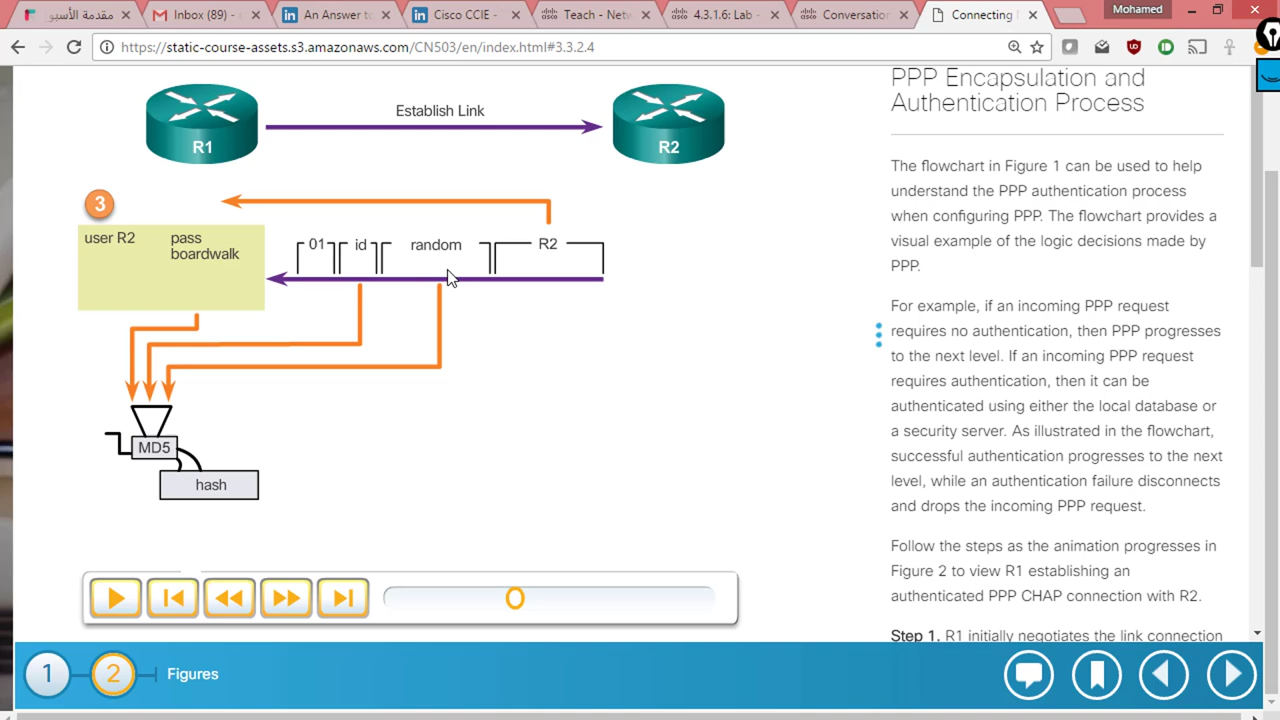 مقدمة الأسبو
Inbox (89) -
An Answer to
Cisco CCIE -
Teach - Netw
4.3.1.6: Lab -
Conversation
Connecting
Mohamed
https://static-course-assets.s3.amazonaws.com/CN503/en/index.html#3.3.2.4
R1
Establish Link
R2
3
user R2 pass
boardwalk
01 id random R2
MD5
hash
PPP Encapsulation and
Authentication Process
The flowchart in Figure 1 can be used to help
understand the PPP authentication process
when configuring PPP. The flowchart provides a
visual example of the logic decisions made by
PPP.
For example, if an incoming PPP request
requires no authentication, then PPP progresses
to the next level. If an incoming PPP request
requires authentication, then it can be
authenticated using either the local database or
a security server. As illustrated in the flowchart,
successful authentication progresses to the next
level, while an authentication failure disconnects
and drops the incoming PPP request.
Follow the steps as the animation progresses in
Figure 2 to view R1 establishing an
authenticated PPP CHAP connection with R2.
Step 1. R1 initially negotiates the link connection
1 2 Figures